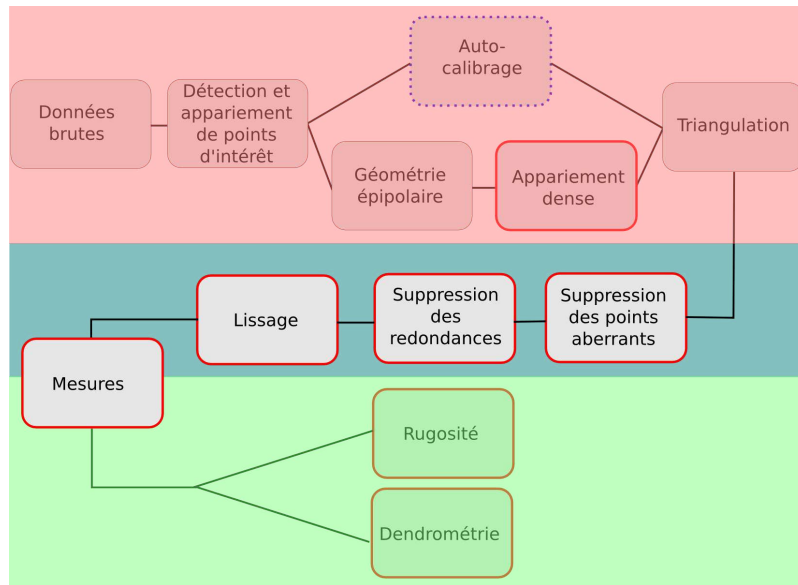 Données
brutes
Détection et
appariement
de points
d'intérêt
Auto-
calibrage
Géométrie
épipolaire
Appariement
dense
Triangulation
Suppression
des points
aberrants
Suppression
des
redondances
Lissage
Mesures
Rugosité
Dendrométrie